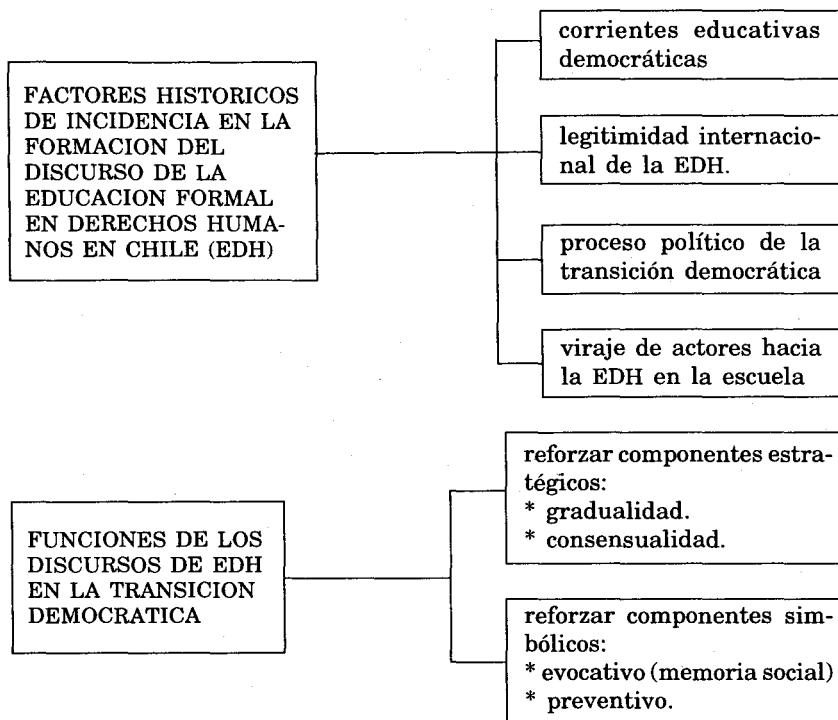 FACTORES HISTORICOS
DE INCIDENCIA EN LA
FORMACION DEL
DISCURSO DE LA
EDUCACION FORMAL
EN DERECHOS HUMA-
NOS EN CHILE (EDH)
corrientes educativas
democráticas
legitimidad internacio-
nal de la EDH.
proceso político de la
transición democrática
viraje de actores hacia
la EDH en la escuela
FUNCIONES DE LOS
DISCURSOS DE EDH
EN LA TRANSICION
DEMOCRATICA
reforzar componentes estra-
tégicos:
* gradualidad.
* consensualidad.
reforzar componentes sim-
bólicos:
* evocativo (memoria social)
* preventivo.